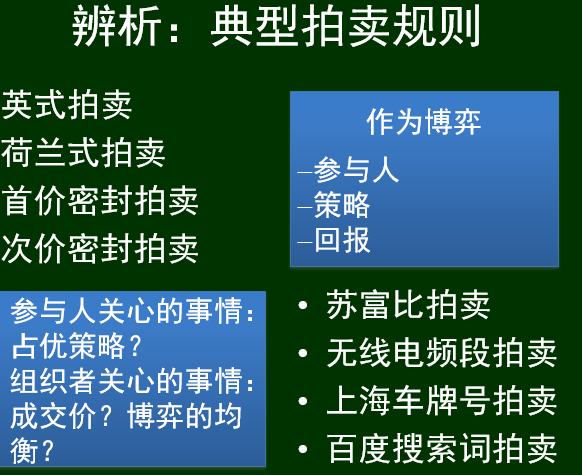 辨析：典型拍卖规则
英式拍卖
荷兰式拍卖
首价密封拍卖
次价密封拍卖
作为博弈
–参与人
–策略
–回报
参与人关心的事情：
占优策略？
组织者关心的事情：
成交价？博弈的均
衡？
• 苏富比拍卖
• 无线电频段拍卖
• 上海车牌号拍卖
• 百度搜索词拍卖